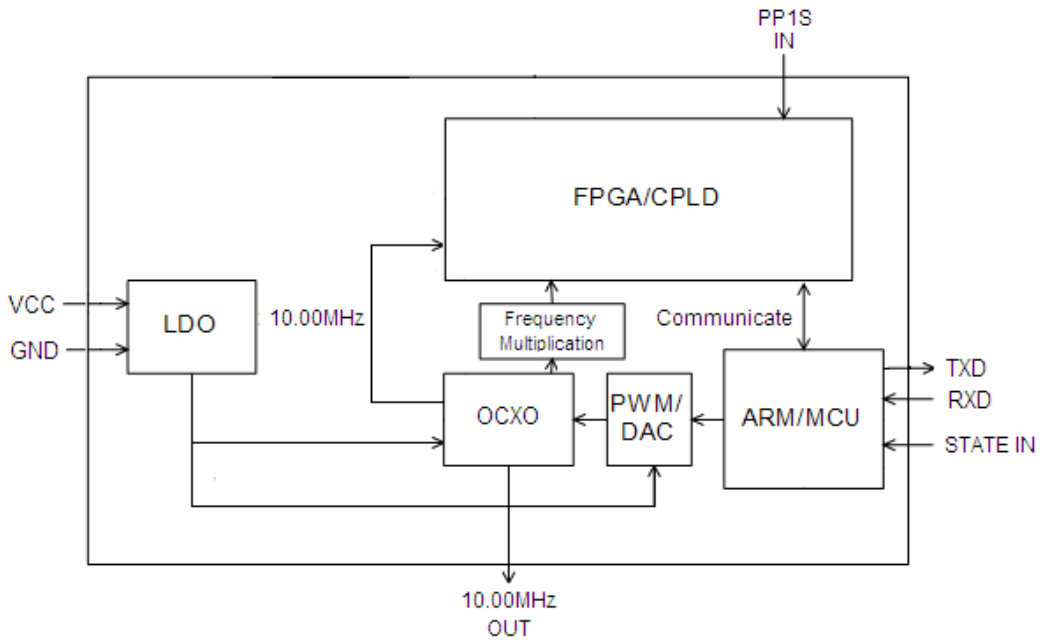 PP1S
IN
FPGA/CPLD
VCC
GND
LDO
10.00MHz
Frequency
Multiplication
Communicate
OCXO
PWM/
DAC
ARM/MCU
TXD
RXD
STATE IN
10.00MHz
OUT